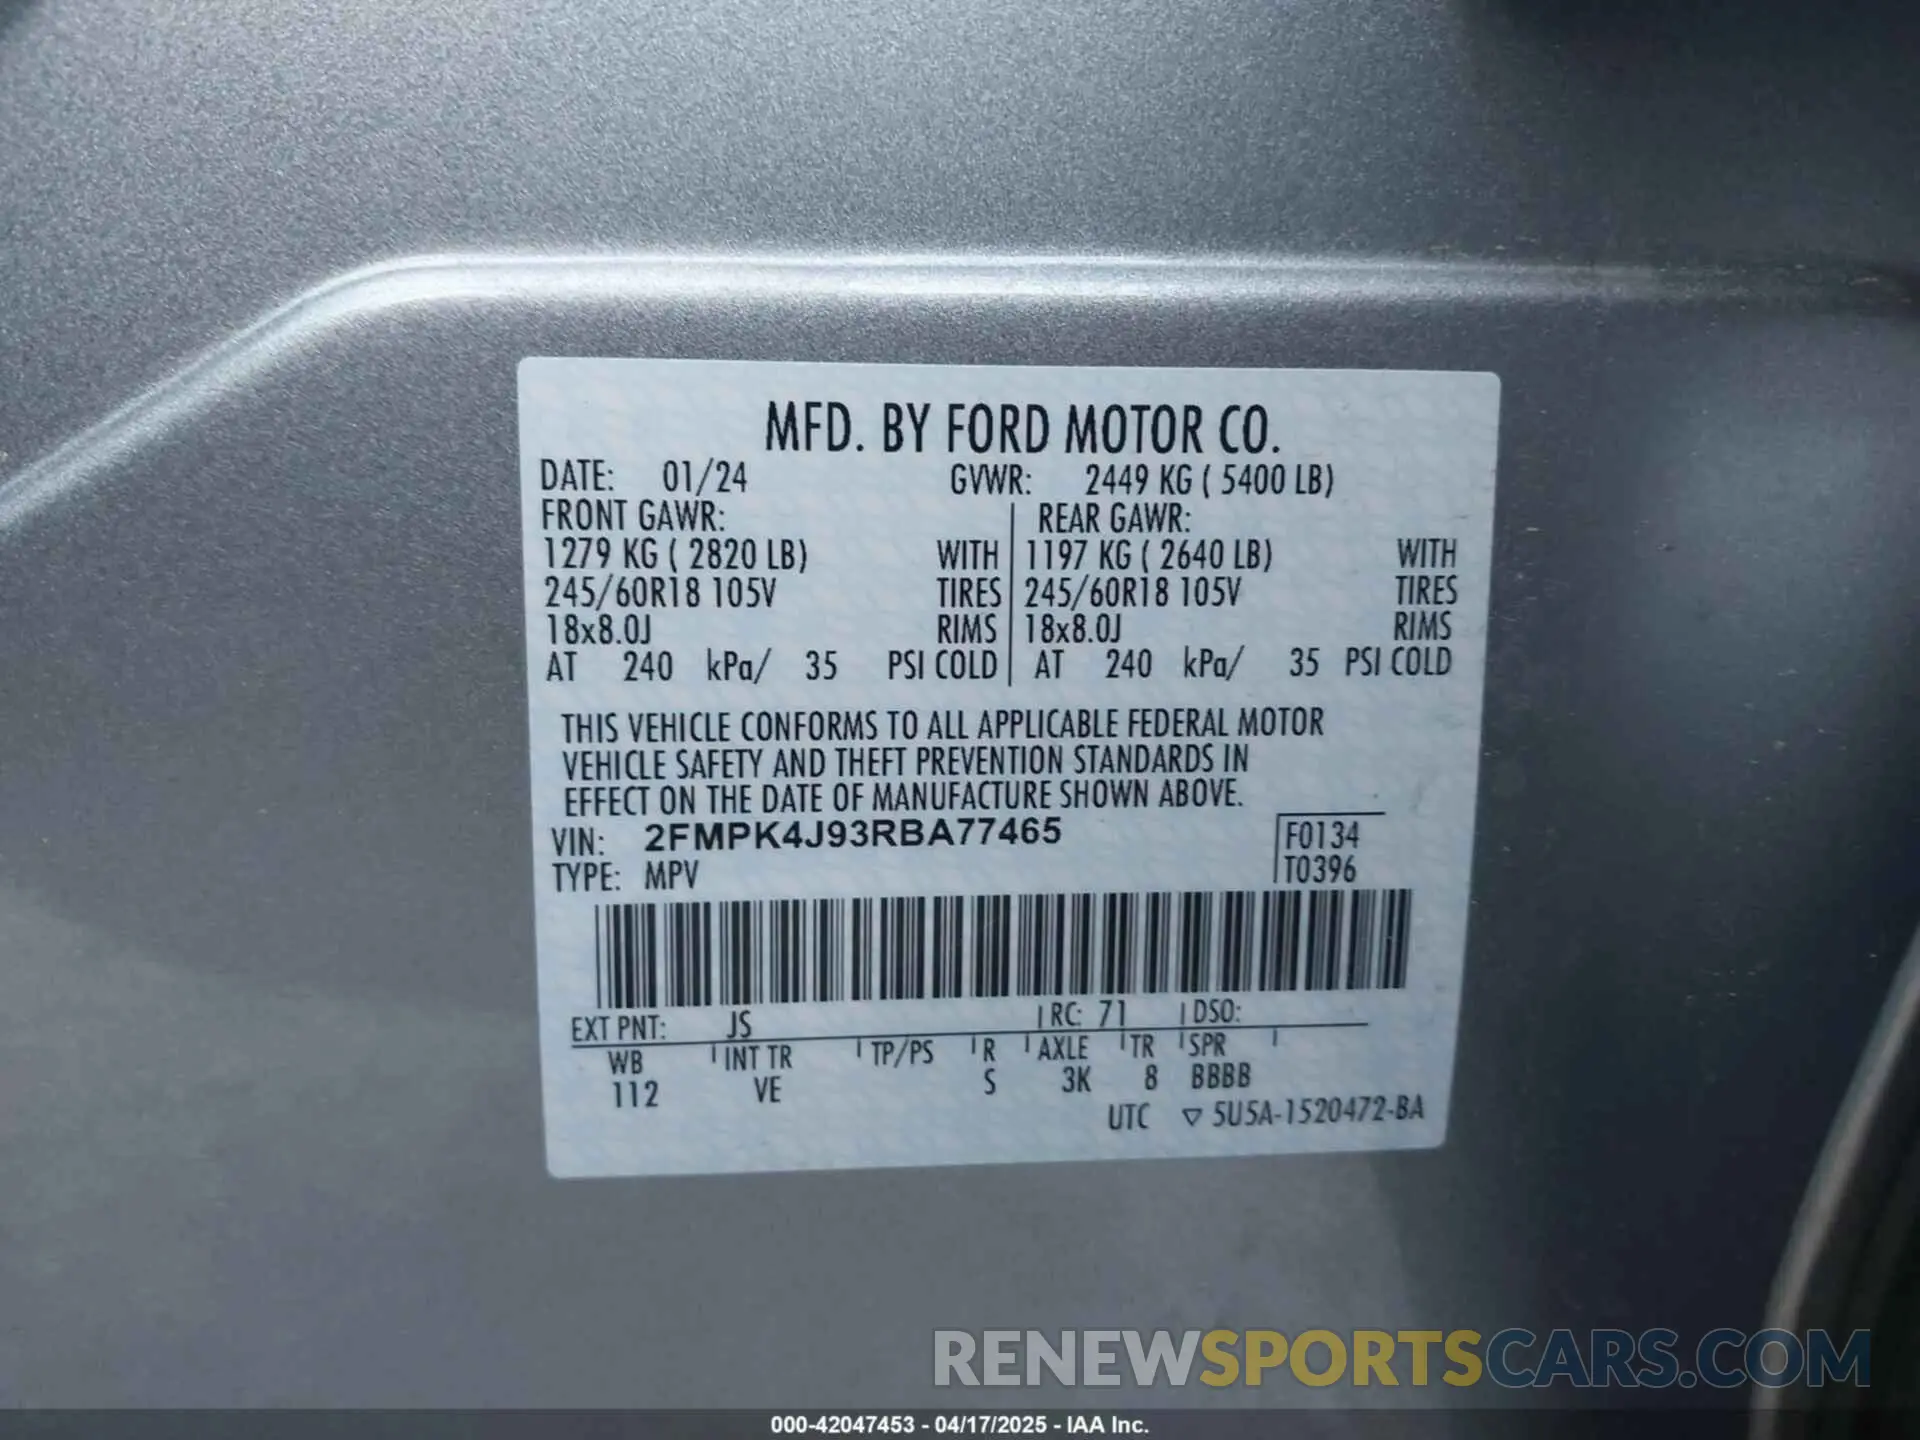 MFD. BY FORD MOTOR CO.
DATE: 01/24 GVWR: 2449 KG ( 5400 LB)
FRONT GAWR: REAR GAWR:
1279 KG ( 2820 LB) WITH 1197 KG ( 2640 LB) WITH
245/60R18 105V TIRES 245/60R18 105V TIRES
18x8.0J RIMS 18x8.0J RIMS
AT 240 kPa/ 35 PSI COLD AT 240 kPa/ 35 PSI COLD
THIS VEHICLE CONFORMS TO ALL APPLICABLE FEDERAL MOTOR
VEHICLE SAFETY AND THEFT PREVENTION STANDARDS IN
EFFECT ON THE DATE OF MANUFACTURE SHOWN ABOVE.
VIN: 2FMPK4J93RBA77465 F0134
TYPE: MPV T0396
EXT PNT: JS RC: 71 DSO:
WB INT TR TP/PS R AXLE TR SPR
112 VE S 3K 8 BBBB
UTC ▽ 5U5A-1520472-BA
RENEWSPORTSCARS.COM
000-42047453 - 04/17/2025 - IAA Inc.